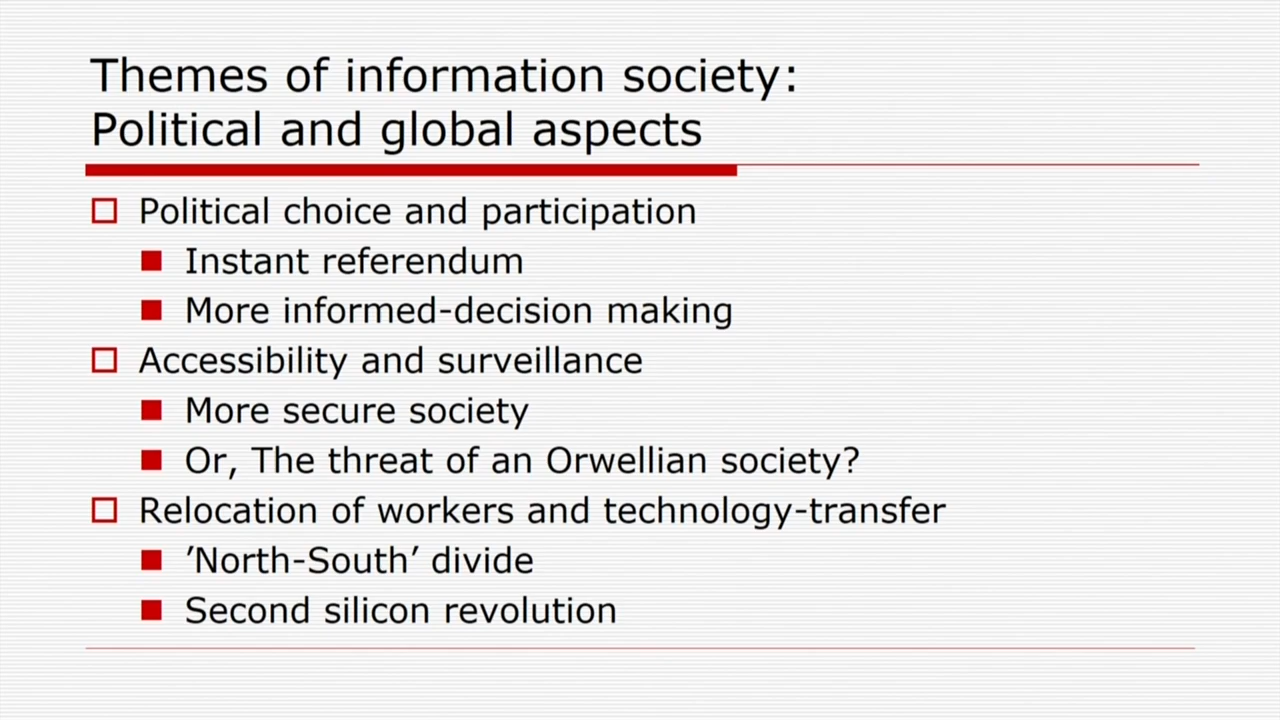 Themes of information society:
Political and global aspects
Political choice and participation
Instant referendum
More informed-decision making
Accessibility and surveillance
More secure society
Or, The threat of an Orwellian society?
Relocation of workers and technology-transfer
’North-South’ divide
Second silicon revolution